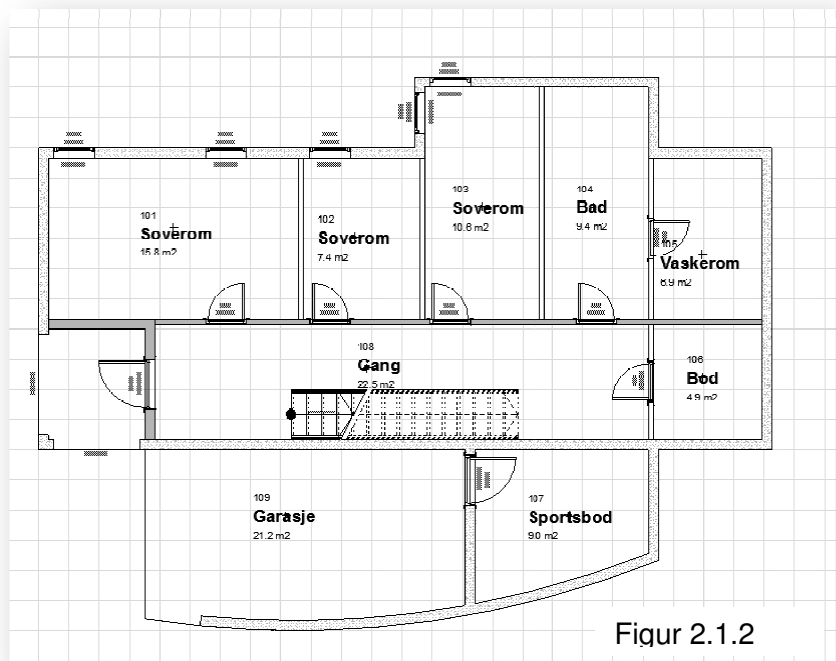 101
Soverom
15.8 m2
102
Soverom
7.4 m2
103
Soverom
10.6 m2
104
Bad
9.4 m2
105
Vaskerom
6.9 m2
108
Gang
22.5 m2
106
Bod
4.9 m2
109
Garasje
21.2 m2
107
Sportsbod
9.0 m2
Figur 2.1.2